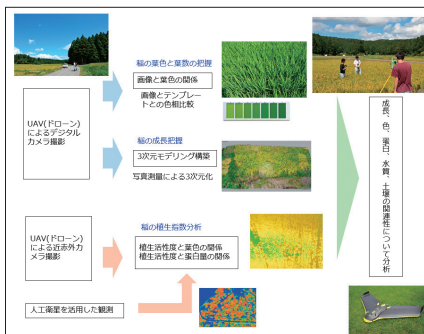 稲の葉色と葉数の把握
画像と葉色の関係
画像とテンプレー
トとの色相比較
UAV(ドローン)
によるデジタル
カメラ撮影
稲の成長把握
3次元モデリング構築
写真測量による3次元化
稲の植生指数分析
UAV(ドローン)
による近赤外カ
メラ撮影
植生活性度と葉色の関係
植生活性度と蛋白量の関係
人工衛星を活用した観測
成長、色、蛋白、水質、土壌の関連性について分析